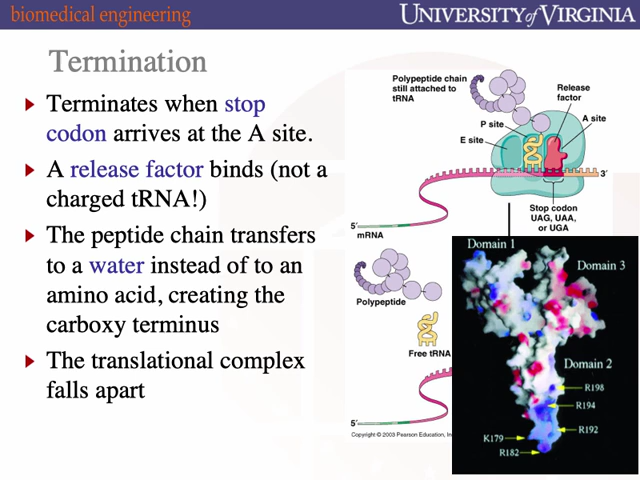 biomedical engineering
UNIVERSITY of VIRGINIA
Termination
Terminates when stop
codon arrives at the A site.
A release factor binds (not a
charged tRNA!)
The peptide chain transfers
to a water instead of to an
amino acid, creating the
carboxy terminus
The translational complex
falls apart
Polypeptide chain
still attached to
tRNA
Release
factor
P site
A site
E site
3′
Stop codon
UAG, UAA,
or UGA
5′
mRNA
Polypeptide
Free tRNA
5′
Copyright © 2003 Pearson Education, In
Domain 1
Domain 3
Domain 2
R198
R194
R192
K179
R182